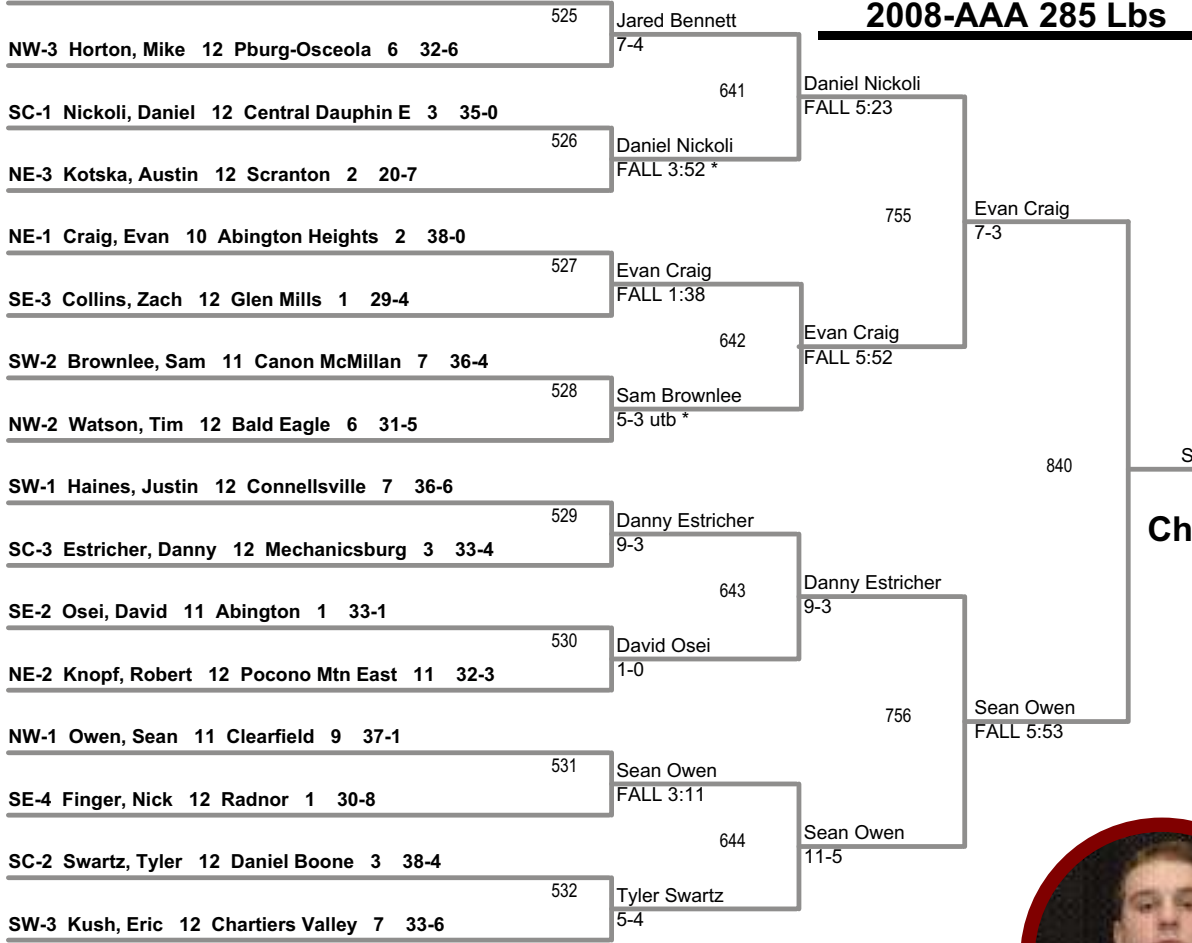 2008-AAA 285 Lbs
525
Jared Bennett
7-4
NW-3 Horton, Mike 12 Pburg-Osceola 6 32-6
641
Daniel Nickoli
FALL 5:23
SC-1 Nickoli, Daniel 12 Central Dauphin E 3 35-0
526
Daniel Nickoli
FALL 3:52 *
NE-3 Kotska, Austin 12 Scranton 2 20-7
755
Evan Craig
7-3
NE-1 Craig, Evan 10 Abington Heights 2 38-0
527
Evan Craig
FALL 1:38
SE-3 Collins, Zach 12 Glen Mills 1 29-4
642
Evan Craig
FALL 5:52
SW-2 Brownlee, Sam 11 Canon McMillan 7 36-4
528
Sam Brownlee
5-3 utb *
NW-2 Watson, Tim 12 Bald Eagle 6 31-5
840
S
Ch
SW-1 Haines, Justin 12 Connellsville 7 36-6
529
Danny Estricher
9-3
SC-3 Estricher, Danny 12 Mechanicsburg 3 33-4
643
Danny Estricher
9-3
SE-2 Osei, David 11 Abington 1 33-1
530
David Osei
1-0
NE-2 Knopf, Robert 12 Pocono Mtn East 11 32-3
756
Sean Owen
FALL 5:53
NW-1 Owen, Sean 11 Clearfield 9 37-1
531
Sean Owen
FALL 3:11
SE-4 Finger, Nick 12 Radnor 1 30-8
644
Sean Owen
11-5
SC-2 Swartz, Tyler 12 Daniel Boone 3 38-4
532
Tyler Swartz
5-4
SW-3 Kush, Eric 12 Chartiers Valley 7 33-6